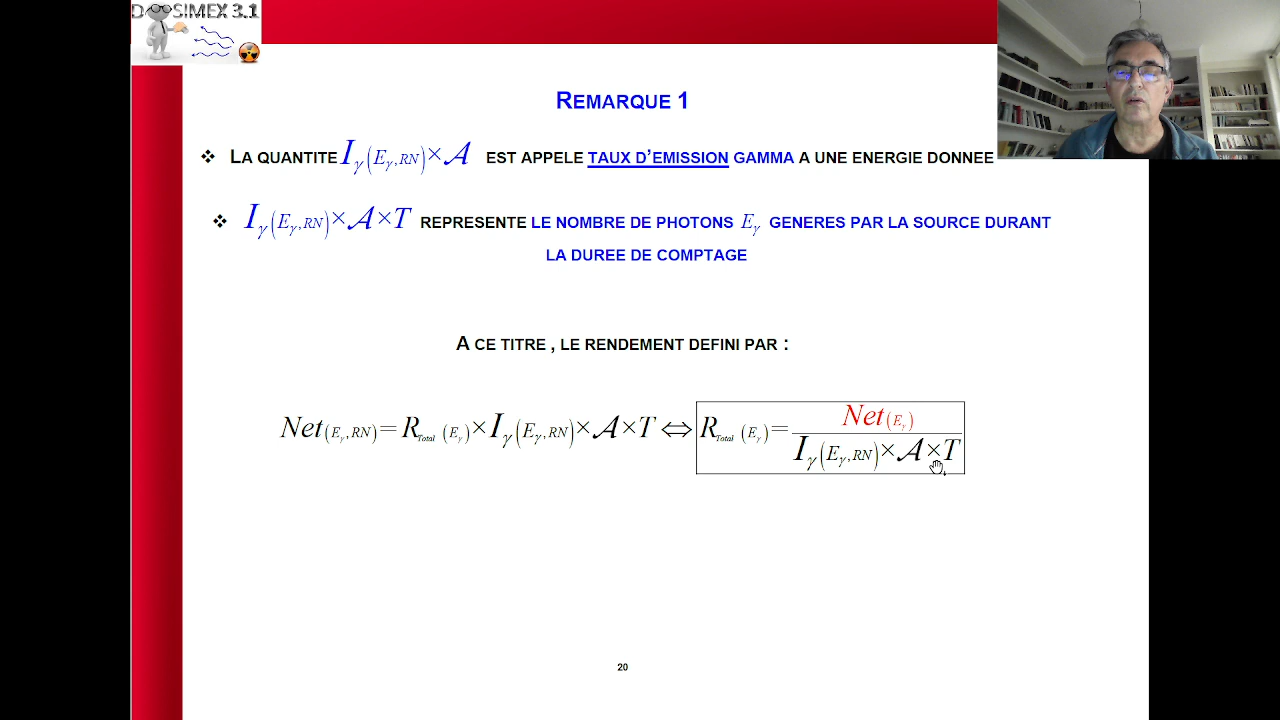 DOSIMEX 3.1
REMARQUE 1
❖ LA QUANTITE I_γ(E_γ,RN)×𝒜 EST APPELE TAUX D'EMISSION GAMMA A UNE ENERGIE DONNEE
❖ I_γ(E_γ,RN)×𝒜×T REPRESENTE LE NOMBRE DE PHOTONS E_γ GENERES PAR LA SOURCE DURANT
LA DUREE DE COMPTAGE
A CE TITRE , LE RENDEMENT DEFINI PAR :
Net(E_γ,RN)=R_Total (E_γ)×I_γ(E_γ,RN)×𝒜×T ⇔ R_Total (E_γ)=Net(E_γ)/I_γ(E_γ,RN)×𝒜×T
20